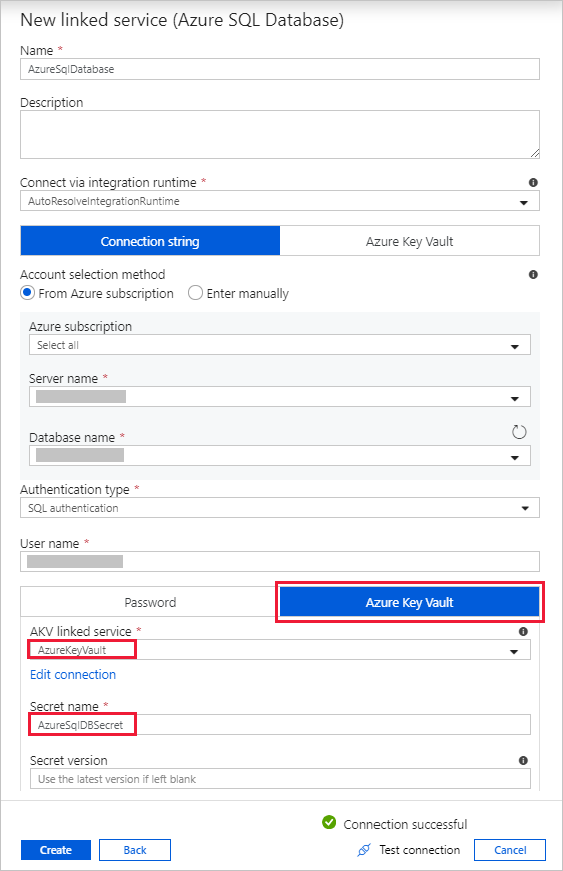 New linked service (Azure SQL Database)
Name *
AzureSqlDatabase
Description
Connect via integration runtime *
AutoResolveIntegrationRuntime
Connection string
Azure Key Vault
Account selection method
From Azure subscription
Enter manually
Azure subscription
Select all
Server name *
Database name *
Authentication type *
SQL authentication
User name *
Password
Azure Key Vault
AKV linked service *
AzureKeyVault
Edit connection
Secret name *
AzureSqlDBSecret
Secret version
Use the latest version if left blank
Connection successful
Create
Back
Test connection
Cancel